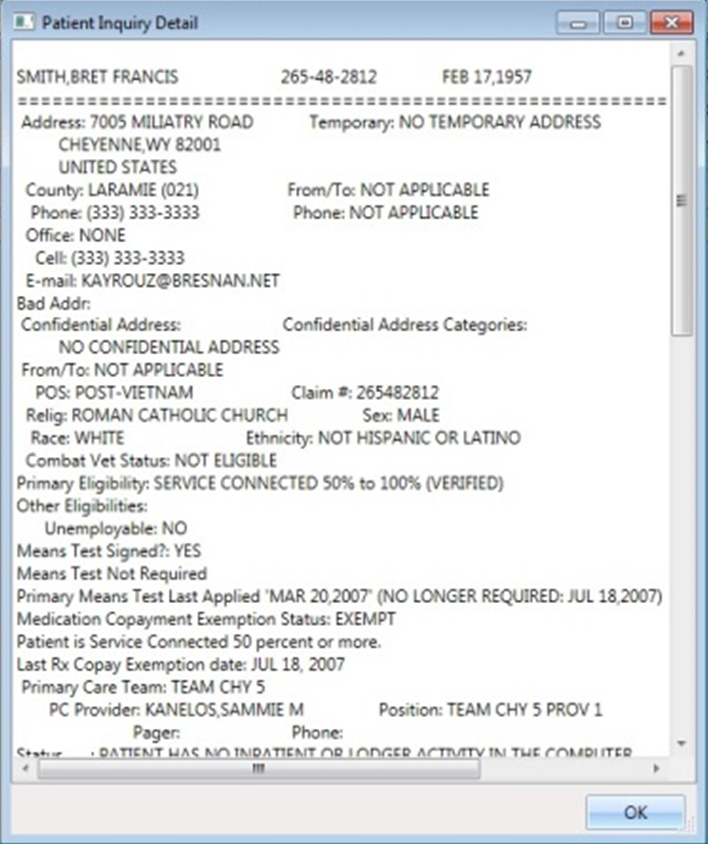 Patient Inquiry Detail
SMITH,BRET FRANCIS 265-48-2812 FEB 17,1957
================================================================
Address: 7005 MILIATRY ROAD Temporary: NO TEMPORARY ADDRESS
CHEYENNE,WY 82001
UNITED STATES
County: LARAMIE (021) From/To: NOT APPLICABLE
Phone: (333) 333-3333 Phone: NOT APPLICABLE
Office: NONE
Cell: (333) 333-3333
E-mail: KAYROUZ@BRESNAN.NET
Bad Addr:
Confidential Address: Confidential Address Categories:
NO CONFIDENTIAL ADDRESS
From/To: NOT APPLICABLE
POS: POST-VIETNAM Claim #: 265482812
Relig: ROMAN CATHOLIC CHURCH Sex: MALE
Race: WHITE Ethnicity: NOT HISPANIC OR LATINO
Combat Vet Status: NOT ELIGIBLE
Primary Eligibility: SERVICE CONNECTED 50% to 100% (VERIFIED)
Other Eligibilities:
Unemployable: NO
Means Test Signed?: YES
Means Test Not Required
Primary Means Test Last Applied 'MAR 20,2007' (NO LONGER REQUIRED: JUL 18,2007)
Medication Copayment Exemption Status: EXEMPT
Patient is Service Connected 50 percent or more.
Last Rx Copay Exemption date: JUL 18, 2007
Primary Care Team: TEAM CHY 5
PC Provider: KANELOS,SAMMIE M Position: TEAM CHY 5 PROV 1
Pager: Phone:
Status : PATIENT HAS NO INPATIENT OR LODGER ACTIVITY IN THE COMPUTER
OK